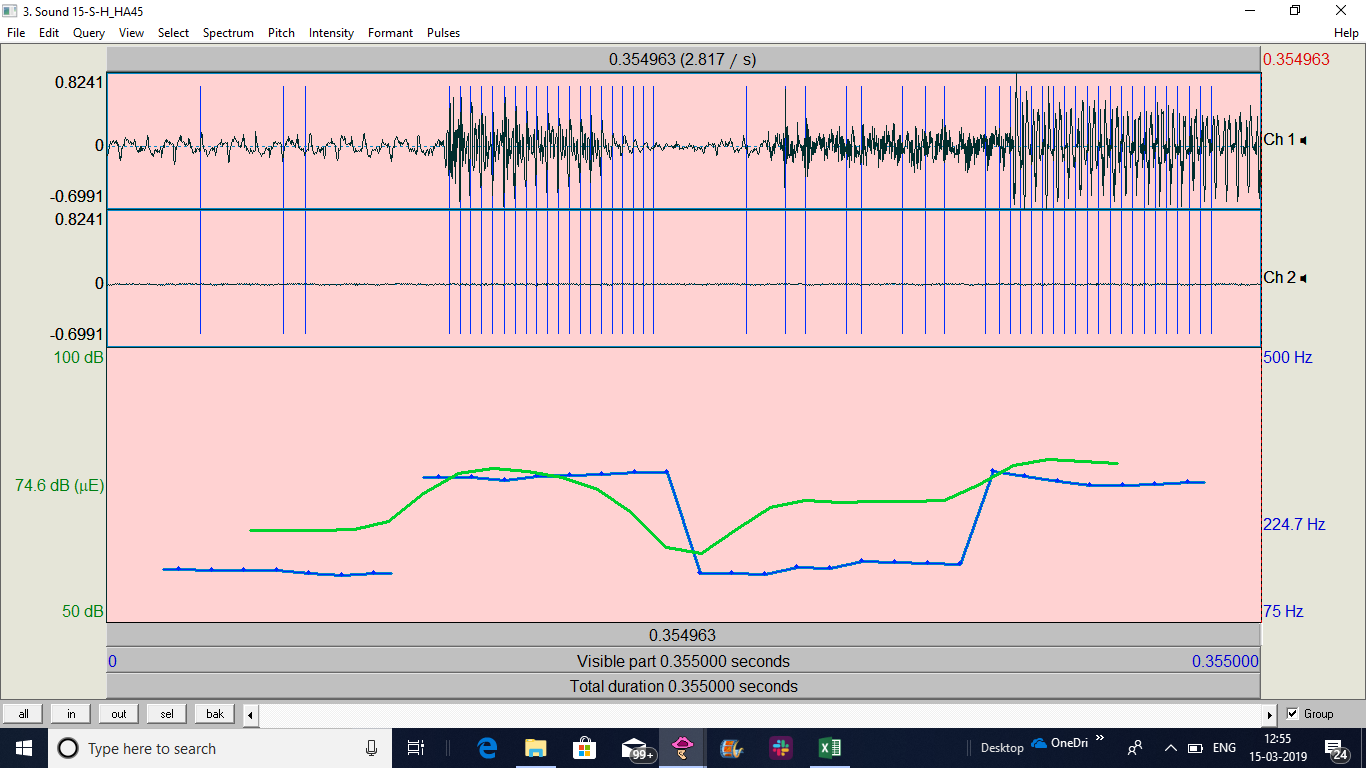 3. Sound 15-S-H_HA45
File Edit Query View Select Spectrum Pitch Intensity Formant Pulses Help
0.354963 (2.817 / s) 0.354963
0.8241
0 Ch 1
-0.6991
0.8241
0 Ch 2
-0.6991
100 dB 500 Hz
74.6 dB (µE)
224.7 Hz
50 dB 75 Hz
0.354963
0 Visible part 0.355000 seconds 0.355000
Total duration 0.355000 seconds
all in out sel bak Group
Type here to search 99+ Desktop OneDri » ENG 12:55
15-03-2019 24